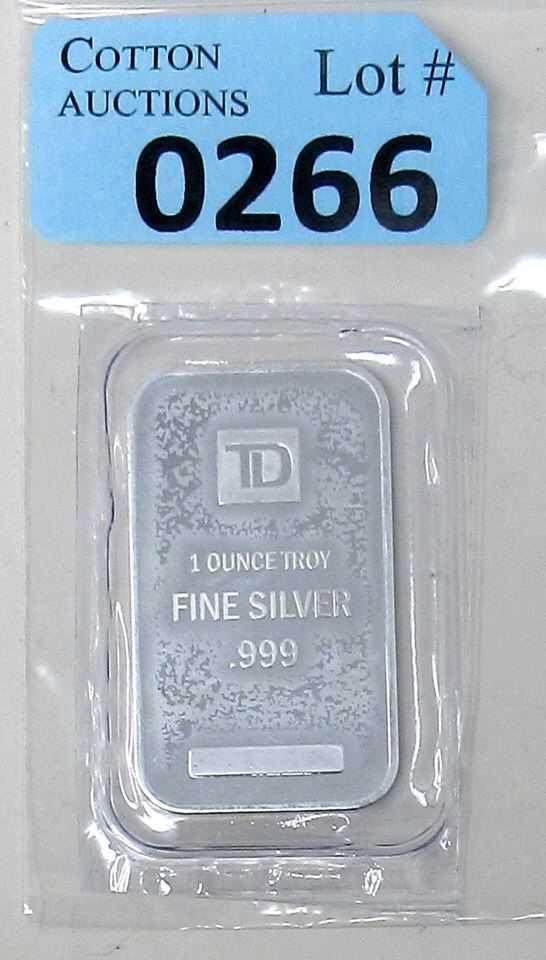 COTTON
AUCTIONS
Lot #
0266
TD
1 OUNCE TROY
FINE SILVER
.999